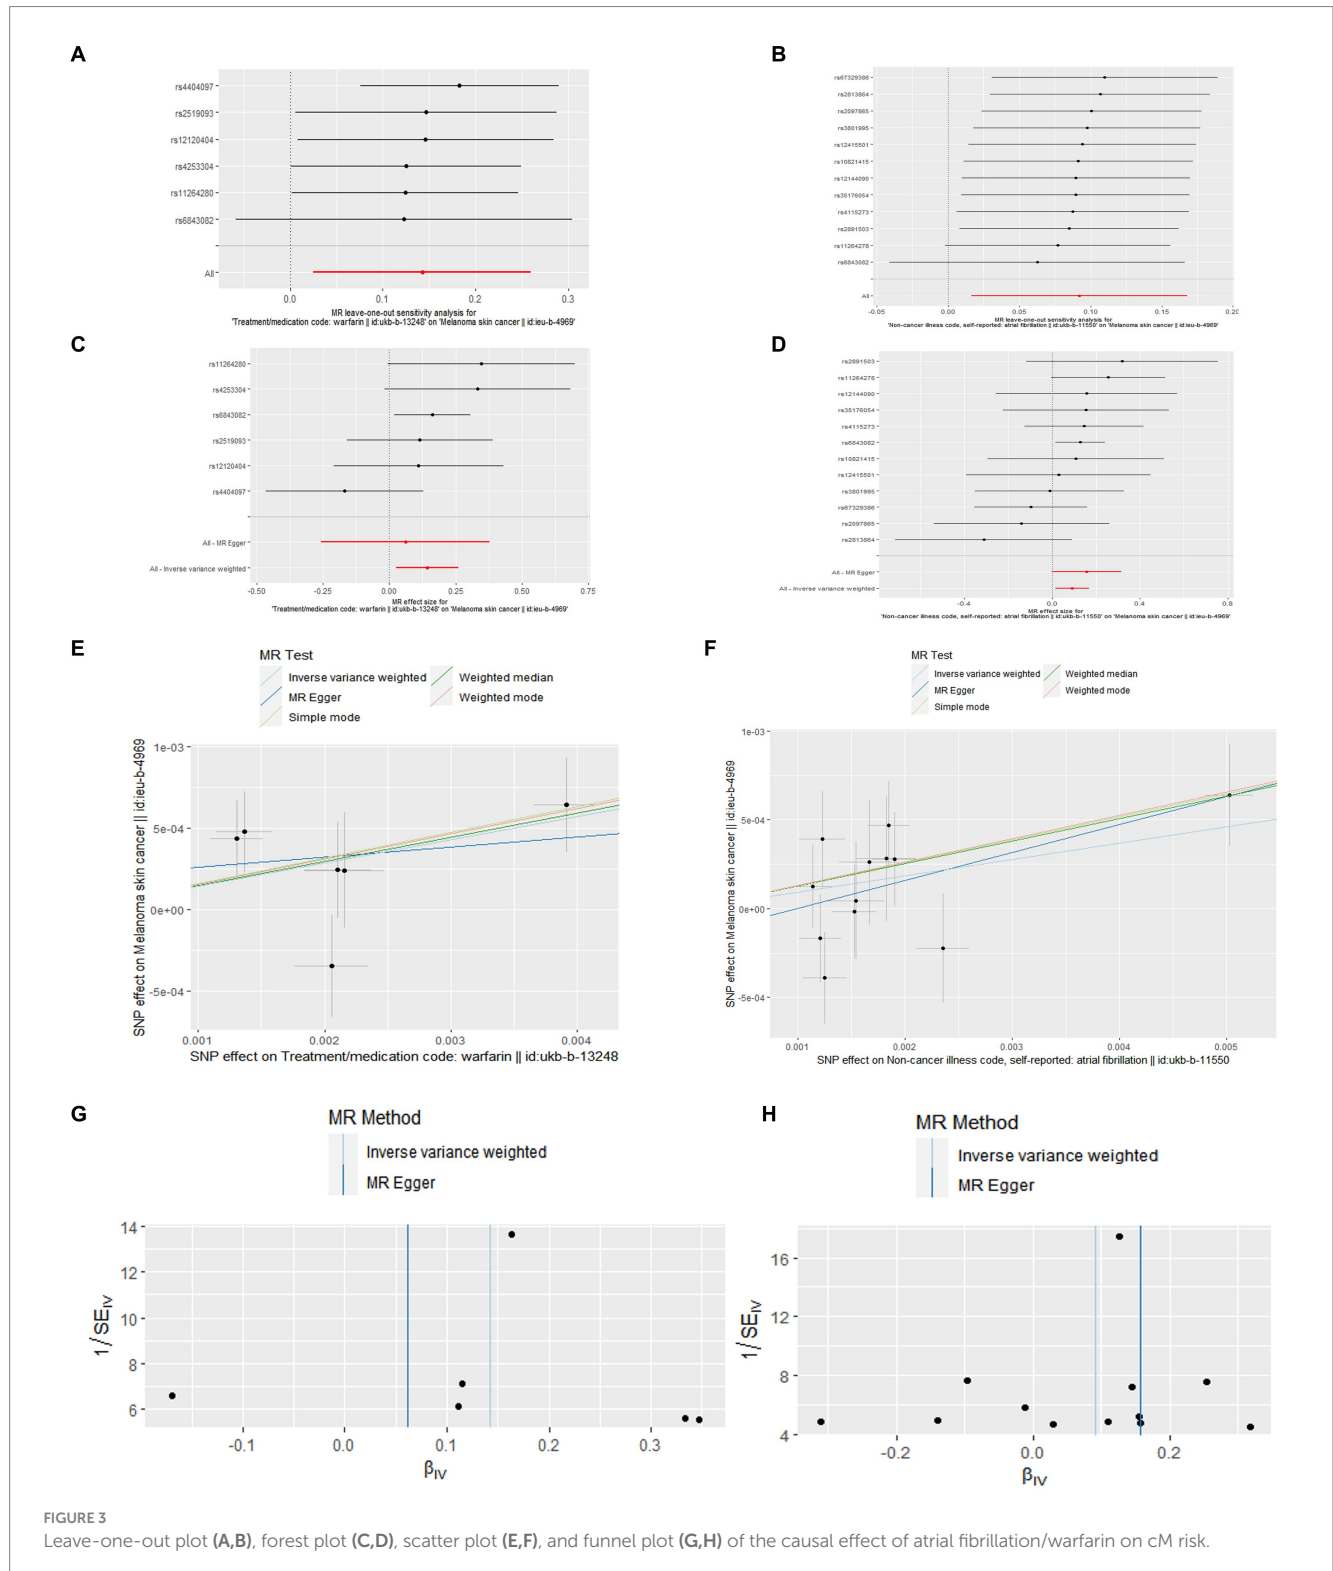 A
rs4404097
rs2519093
rs12120404
rs4253304
rs11264280
rs6843082
All
0.0 0.1 0.2 0.3
MR leave-one-out sensitivity analysis for
'Treatment/medication code: warfarin || id:ukb-b-13248' on 'Melanoma skin cancer || id:ieu-b-4969'
B
rs67329386
rs2813864
rs2097865
rs3801995
rs12415501
rs10821415
rs12144090
rs35176054
rs4115273
rs2891503
rs11264278
rs6843082
All
-0.05 0.00 0.05 0.10 0.15 0.20
MR leave-one-out sensitivity analysis for
'Non-cancer illness code, self-reported: atrial fibrillation || id:ukb-b-11550' on 'Melanoma skin cancer || id:ieu-b-4969'
C
rs11264280
rs4253304
rs6843082
rs2519093
rs12120404
rs4404097
All - MR Egger
All - Inverse variance weighted
-0.50 -0.25 0.00 0.25 0.50 0.75
MR effect size for
'Treatment/medication code: warfarin || id:ukb-b-13248' on 'Melanoma skin cancer || id:ieu-b-4969'
D
rs2891503
rs11264278
rs12144090
rs35176054
rs4115273
rs6843082
rs10821415
rs12415501
rs3801995
rs67329386
rs2097865
rs2813864
All - MR Egger
All - Inverse variance weighted
-0.4 0.0 0.4 0.8
MR effect size for
'Non-cancer illness code, self-reported: atrial fibrillation || id:ukb-b-11550' on 'Melanoma skin cancer || id:ieu-b-4969'
E
MR Test
Inverse variance weighted Weighted median
MR Egger Weighted mode
Simple mode
SNP effect on Melanoma skin cancer || id:ieu-b-4969
1e-03
5e-04
0e+00
-5e-04
0.001 0.002 0.003 0.004
SNP effect on Treatment/medication code: warfarin || id:ukb-b-13248
F
MR Test
Inverse variance weighted Weighted median
MR Egger Weighted mode
Simple mode
SNP effect on Melanoma skin cancer || id:ieu-b-4969
1e-03
5e-04
0e+00
-5e-04
0.001 0.002 0.003 0.004 0.005
SNP effect on Non-cancer illness code, self-reported: atrial fibrillation || id:ukb-b-11550
G
MR Method
Inverse variance weighted
MR Egger
1/SE_IV
14
12
10
8
6
-0.1 0.0 0.1 0.2 0.3
β_IV
H
MR Method
Inverse variance weighted
MR Egger
1/SE_IV
16
12
8
4
-0.2 0.0 0.2
β_IV
FIGURE 3
Leave-one-out plot (A,B), forest plot (C,D), scatter plot (E,F), and funnel plot (G,H) of the causal effect of atrial fibrillation/warfarin on cM risk.